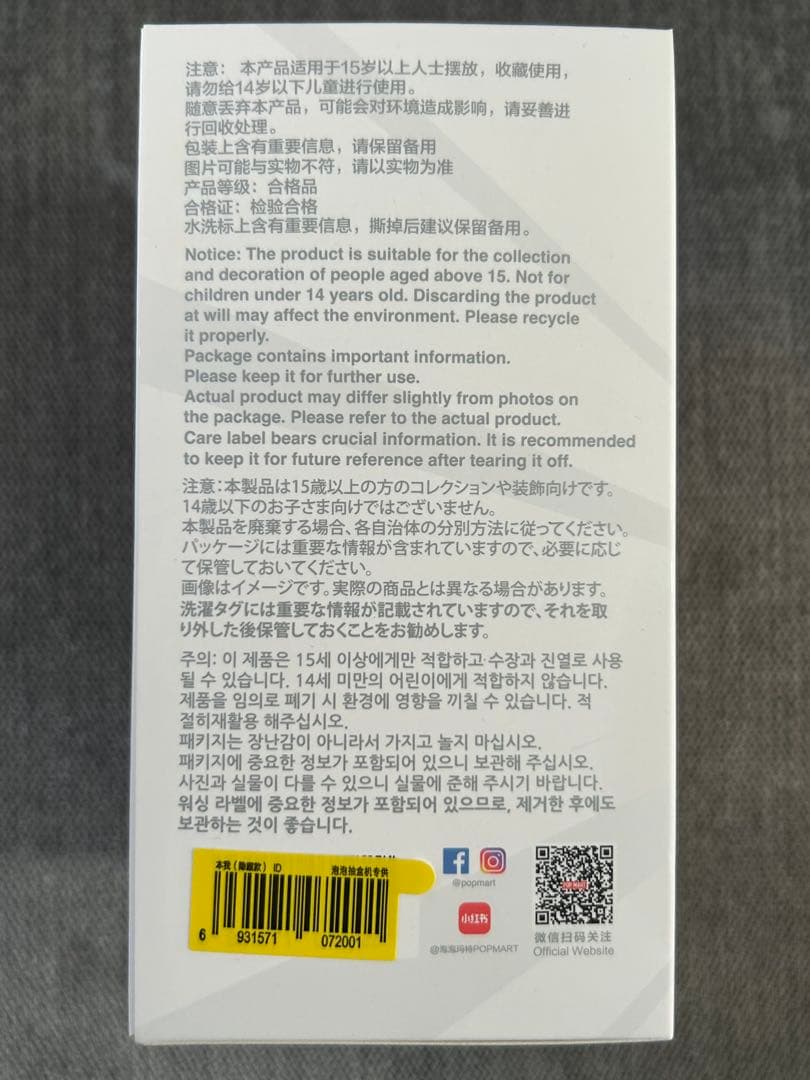 注意： 本产品适用于15岁以上人士摆放，收藏使用，
请勿给14岁以下儿童进行使用。
随意丢弃本产品，可能会对环境造成影响，请妥善进
行回收处理。
包装上含有重要信息，请保留备用
图片可能与实物不符，请以实物为准
产品等级：合格品
合格证：检验合格
水洗标上含有重要信息，撕掉后建议保留备用。
Notice: The product is suitable for the collection
and decoration of people aged above 15. Not for
children under 14 years old. Discarding the product
at will may affect the environment. Please recycle
it properly.
Package contains important information.
Please keep it for further use.
Actual product may differ slightly from photos on
the package. Please refer to the actual product.
Care label bears crucial information. It is recommended
to keep it for future reference after tearing it off.
注意：本製品は15歳以上の方のコレクションや装飾向けです。
14歳以下のお子さま向けではございません。
本製品を廃棄する場合、各自治体の分別方法に従ってください。
パッケージには重要な情報が含まれていますので、必要に応じ
て保管しておいてください。
画像はイメージです。実際の商品とは異なる場合があります。
洗濯タグには重要な情報が記載されていますので、それを取
り外した後保管しておくことをお勧めします。
주의: 이 제품은 15세 이상에게만 적합하고 수장과 진열로 사용
될 수 있습니다. 14세 미만의 어린이에게 적합하지 않습니다.
제품을 임의로 폐기 시 환경에 영향을 끼칠 수 있습니다. 적
절히재활용 해주십시오.
패키지는 장난감이 아니라서 가지고 놀지 마십시오.
패키지에 중요한 정보가 포함되어 있으니 보관해 주십시오.
사진과 실물이 다를 수 있으니 실물에 준해 주시기 바랍니다.
워싱 라벨에 중요한 정보가 포함되어 있으므로, 제거한 후에도
보관하는 것이 좋습니다.
本我（隐藏款） ID 泡泡抽盒机专供
6 931571 072001
@popmart
小红书
@泡泡玛特POPMART
POP MART
微信扫码关注
Official Website